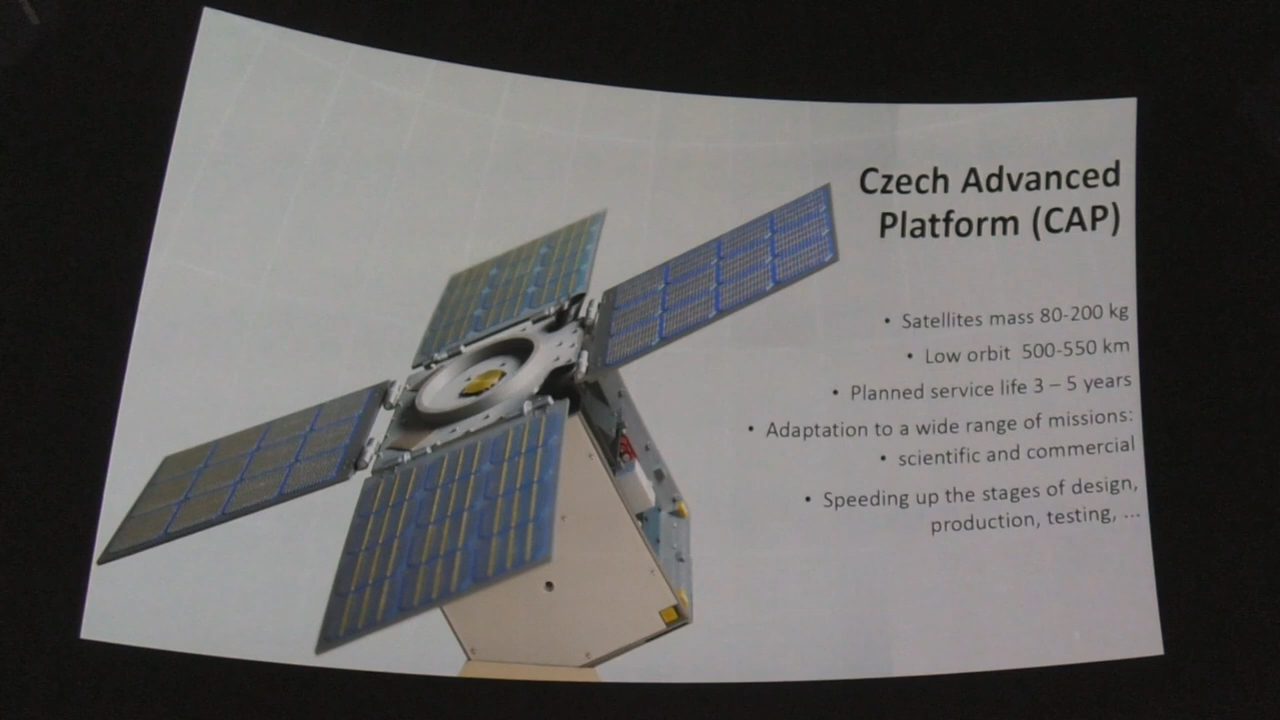 Czech Advanced
Platform (CAP)
• Satellites mass 80-200 kg
• Low orbit 500-550 km
• Planned service life 3 – 5 years
• Adaptation to a wide range of missions:
• scientific and commercial
• Speeding up the stages of design,
production, testing, ...